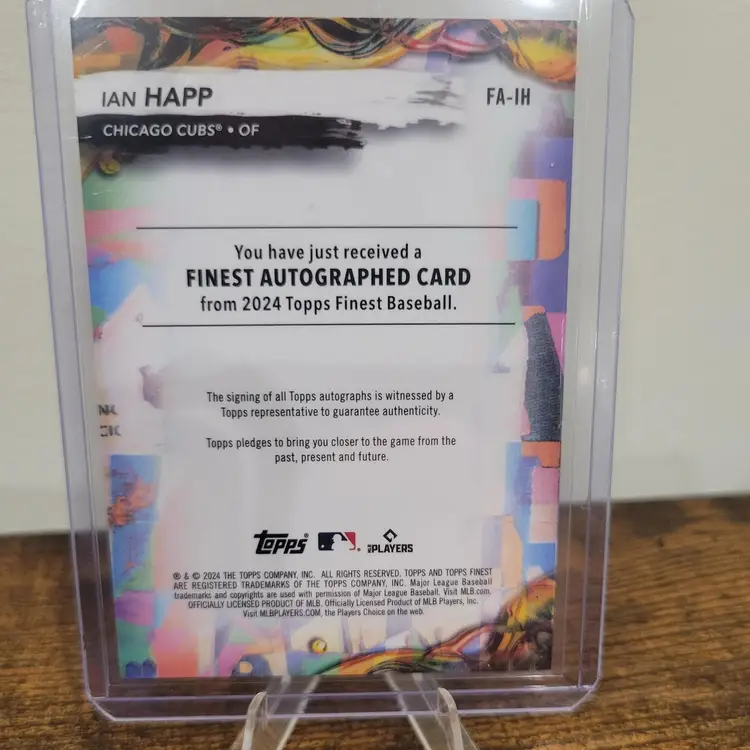 IAN HAPP
FA-IH
CHICAGO CUBS® • OF
You have just received a
FINEST AUTOGRAPHED CARD
from 2024 Topps Finest Baseball.
The signing of all Topps autographs is witnessed by a
Topps representative to guarantee authenticity.
Topps pledges to bring you closer to the game from the
past, present and future.
topps®
PLAYERS
® & © 2024 THE TOPPS COMPANY, INC. ALL RIGHTS RESERVED. TOPPS AND TOPPS FINEST
ARE REGISTERED TRADEMARKS OF THE TOPPS COMPANY, INC. Major League Baseball
trademarks and copyrights are used with permission of Major League Baseball. Visit MLB.com.
OFFICIALLY LICENSED PRODUCT OF MLB. Officially Licensed Product of MLB Players, Inc.
Visit MLBPLAYERS.COM, the Players Choice on the web.